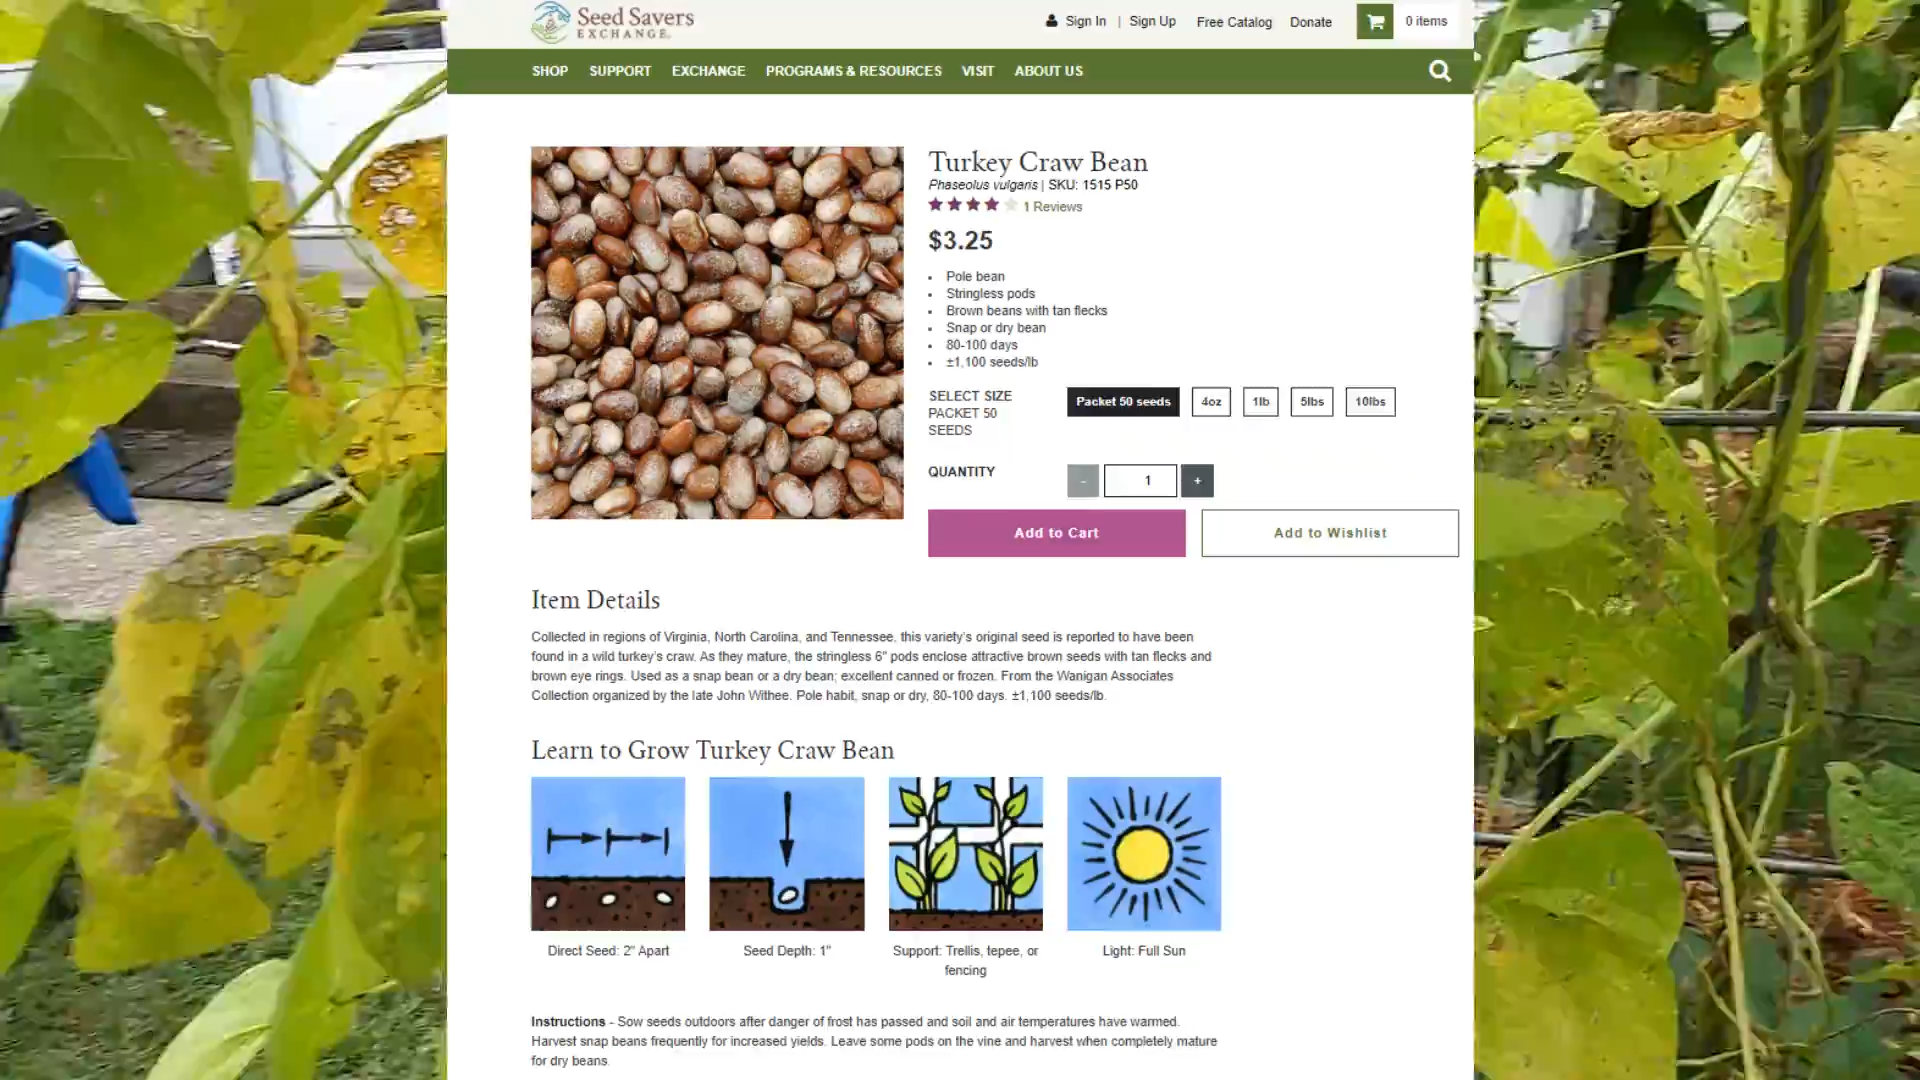 Seed Savers
EXCHANGE
Sign In | Sign Up Free Catalog Donate 0 items
SHOP SUPPORT EXCHANGE PROGRAMS & RESOURCES VISIT ABOUT US
Turkey Craw Bean
Phaseolus vulgaris | SKU: 1515 P50
1 Reviews
$3.25
• Pole bean
• Stringless pods
• Brown beans with tan flecks
• Snap or dry bean
• 80-100 days
• ±1,100 seeds/lb
SELECT SIZE
PACKET 50
SEEDS
Packet 50 seeds 4oz 1lb 5lbs 10lbs
QUANTITY - 1 +
Add to Cart Add to Wishlist
Item Details
Collected in regions of Virginia, North Carolina, and Tennessee, this variety's original seed is reported to have been
found in a wild turkey's craw. As they mature, the stringless 6" pods enclose attractive brown seeds with tan flecks and
brown eye rings. Used as a snap bean or a dry bean; excellent canned or frozen. From the Wanigan Associates
Collection organized by the late John Withee. Pole habit, snap or dry, 80-100 days. ±1,100 seeds/lb.
Learn to Grow Turkey Craw Bean
Direct Seed: 2" Apart
Seed Depth: 1"
Support: Trellis, tepee, or
fencing
Light: Full Sun
Instructions - Sow seeds outdoors after danger of frost has passed and soil and air temperatures have warmed.
Harvest snap beans frequently for increased yields. Leave some pods on the vine and harvest when completely mature
for dry beans.